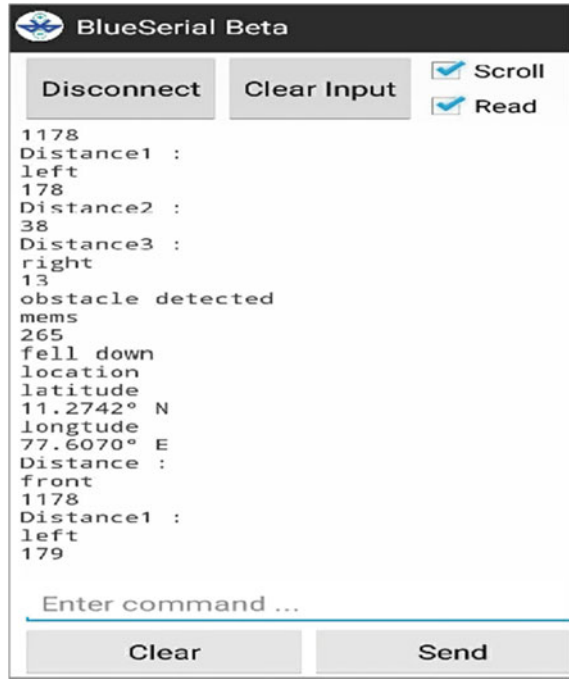 BlueSerial Beta
Disconnect
Clear Input
Scroll
Read
1178
Distance1 :
left
178
Distance2 :
38
Distance3 :
right
13
obstacle detected
mems
265
fell down
location
latitude
11.2742° N
longtude
77.6070° E
Distance :
front
1178
Distance1 :
left
179
Enter command ...
Clear
Send